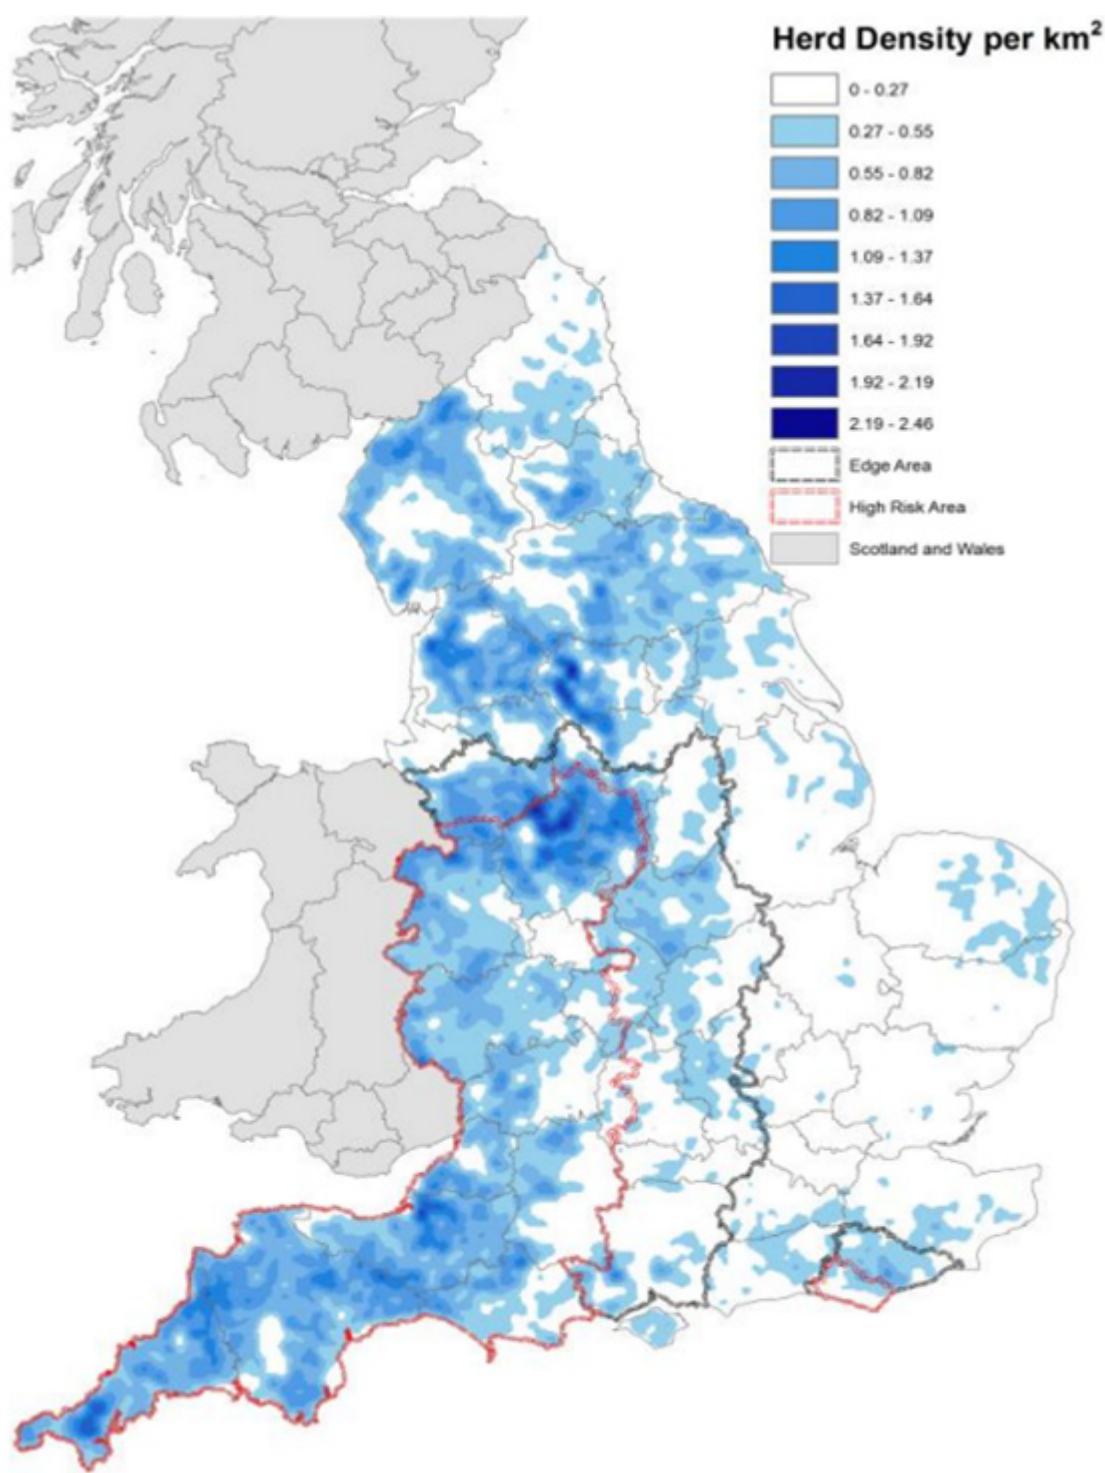 Herd Density per km²
0 - 0.27
0.27 - 0.55
0.55 - 0.82
0.82 - 1.09
1.09 - 1.37
1.37 - 1.64
1.64 - 1.92
1.92 - 2.19
2.19 - 2.46
Edge Area
High Risk Area
Scotland and Wales